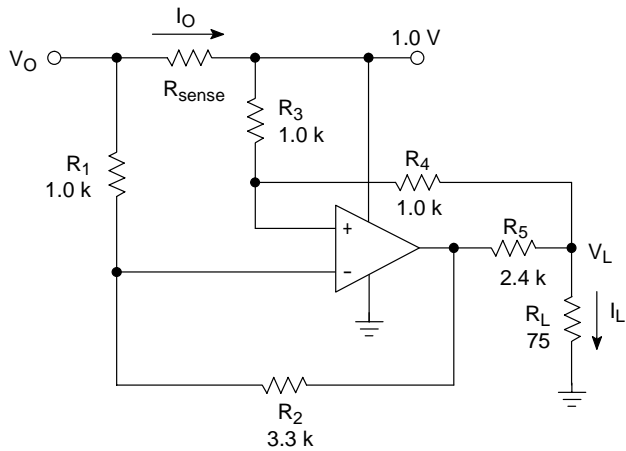 I_O
1.0 V
V_O
R_sense
R_3
1.0 k
R_1
1.0 k
R_4
1.0 k
+
R_5
2.4 k
V_L
−
R_L
75
I_L
R_2
3.3 k